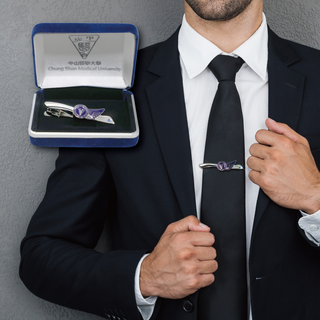 中山醫學大學
Chung Shan Medical University